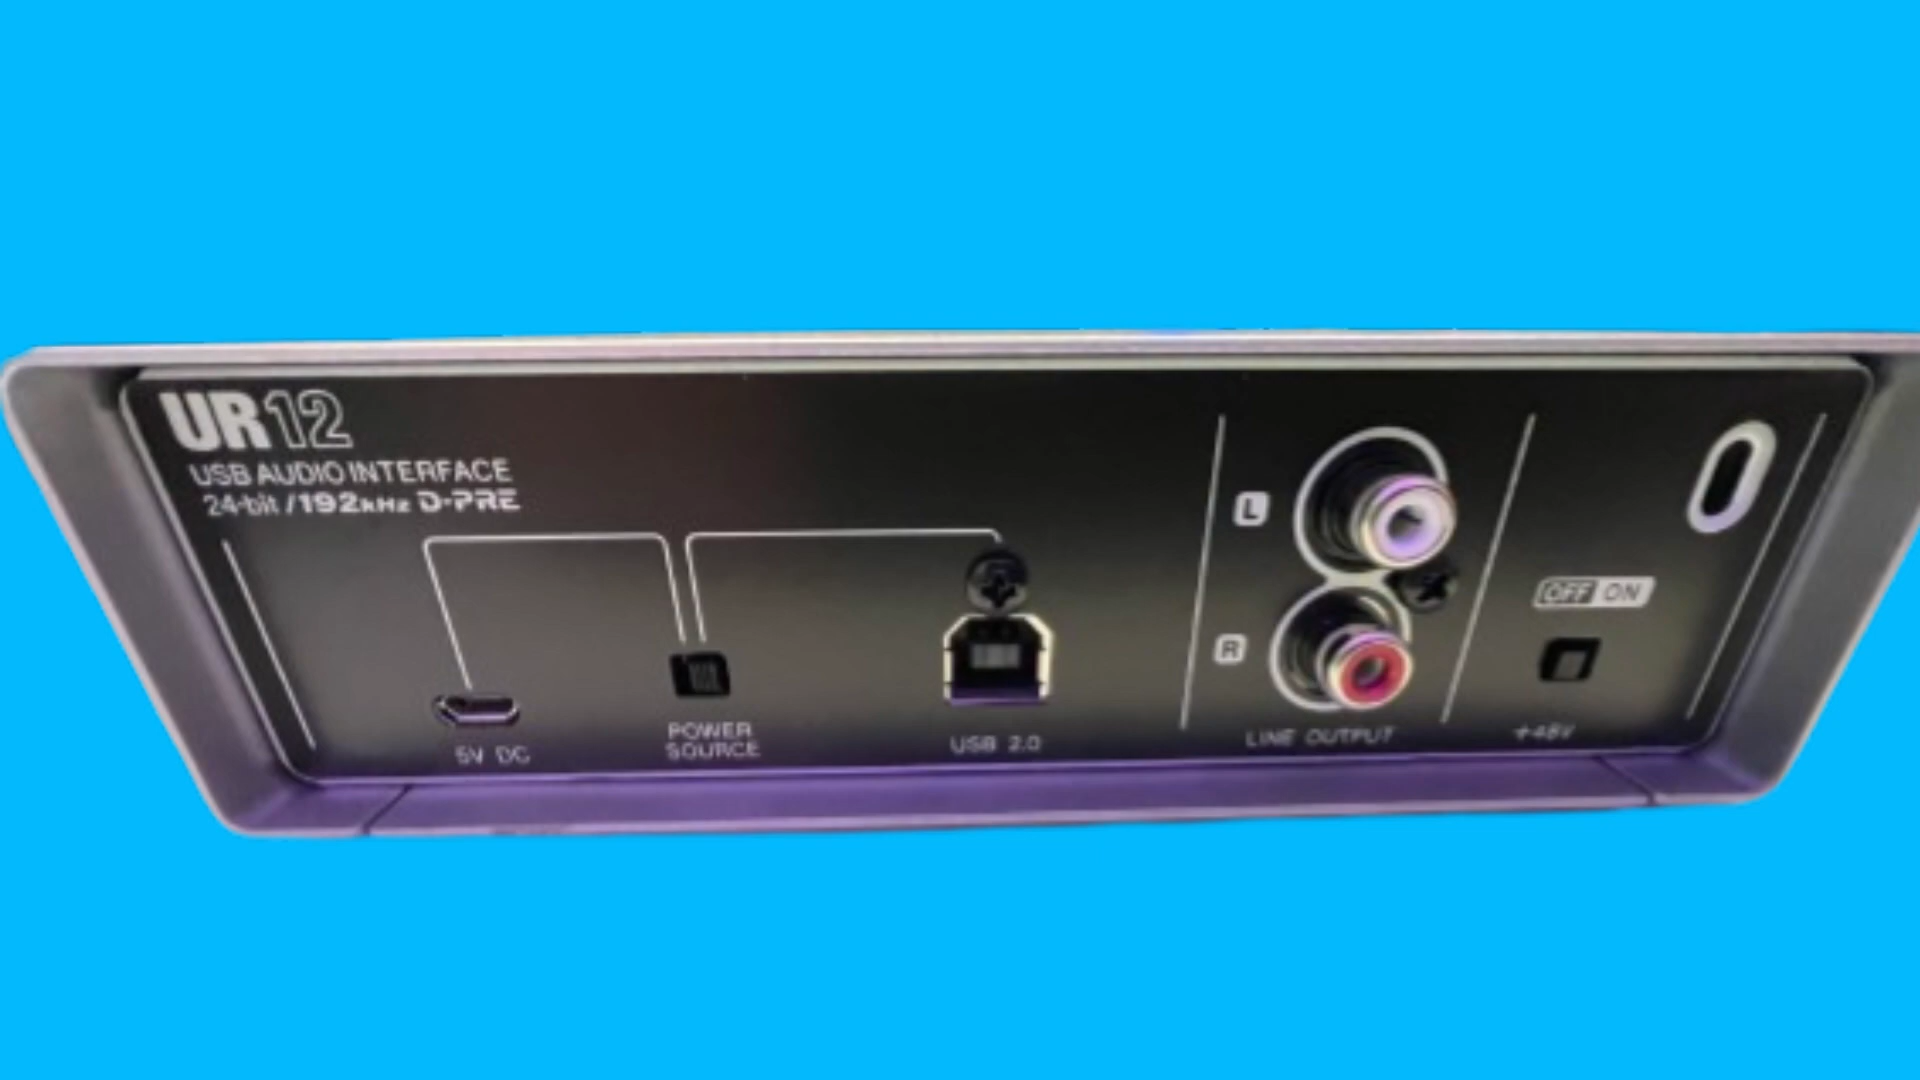 UR12
USB AUDIO INTERFACE
24-bit / 192kHz D-PRE
5V DC
POWER
SOURCE
USB 2.0
L
R
LINE OUTPUT
OFF ON
+48V